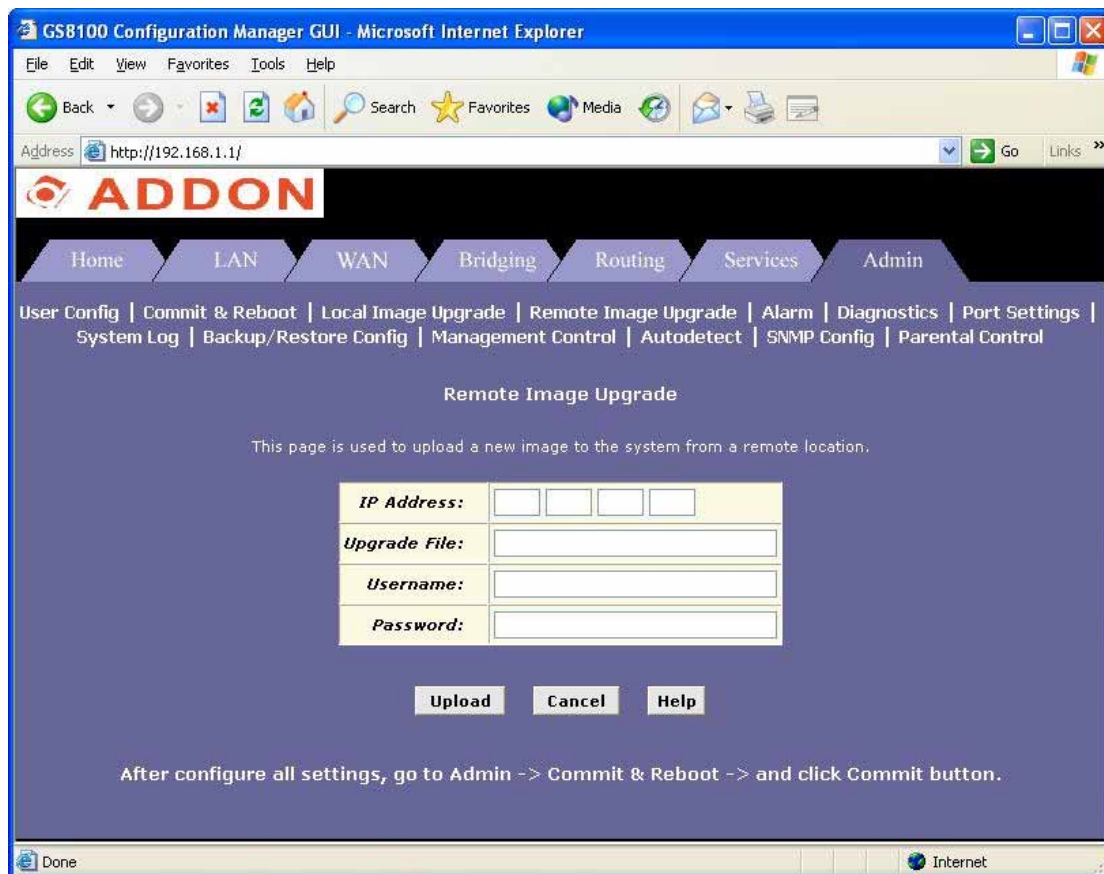 GS8100 Configuration Manager GUI - Microsoft Internet Explorer
File Edit View Favorites Tools Help
Back Search Favorites Media
Address http://192.168.1.1/ Go Links »
ADDON
Home LAN WAN Bridging Routing Services Admin
User Config | Commit & Reboot | Local Image Upgrade | Remote Image Upgrade | Alarm | Diagnostics | Port Settings |
System Log | Backup/Restore Config | Management Control | Autodetect | SNMP Config | Parental Control
Remote Image Upgrade
This page is used to upload a new image to the system from a remote location.
IP Address:
Upgrade File:
Username:
Password:
Upload Cancel Help
After configure all settings, go to Admin -> Commit & Reboot -> and click Commit button.
Done Internet